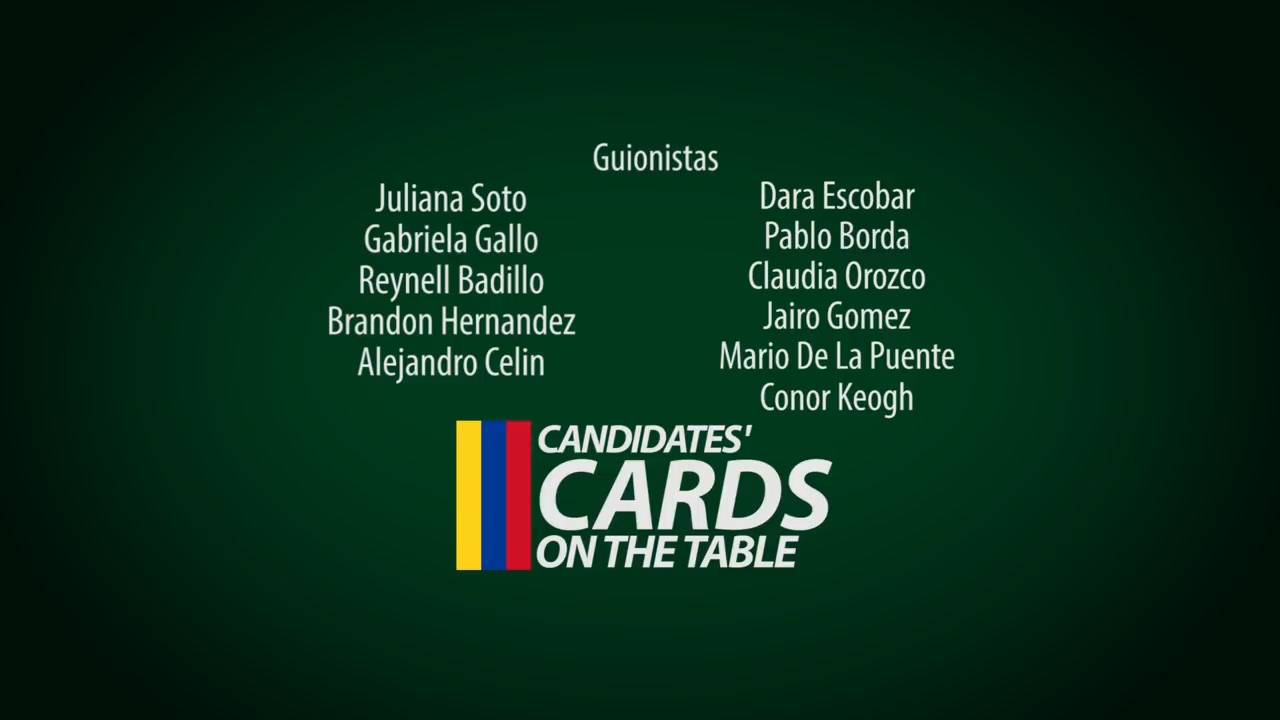 Guionistas
Juliana Soto
Gabriela Gallo
Reynell Badillo
Brandon Hernandez
Alejandro Celin
Dara Escobar
Pablo Borda
Claudia Orozco
Jairo Gomez
Mario De La Puente
Conor Keogh
CANDIDATES'
CARDS
ON THE TABLE